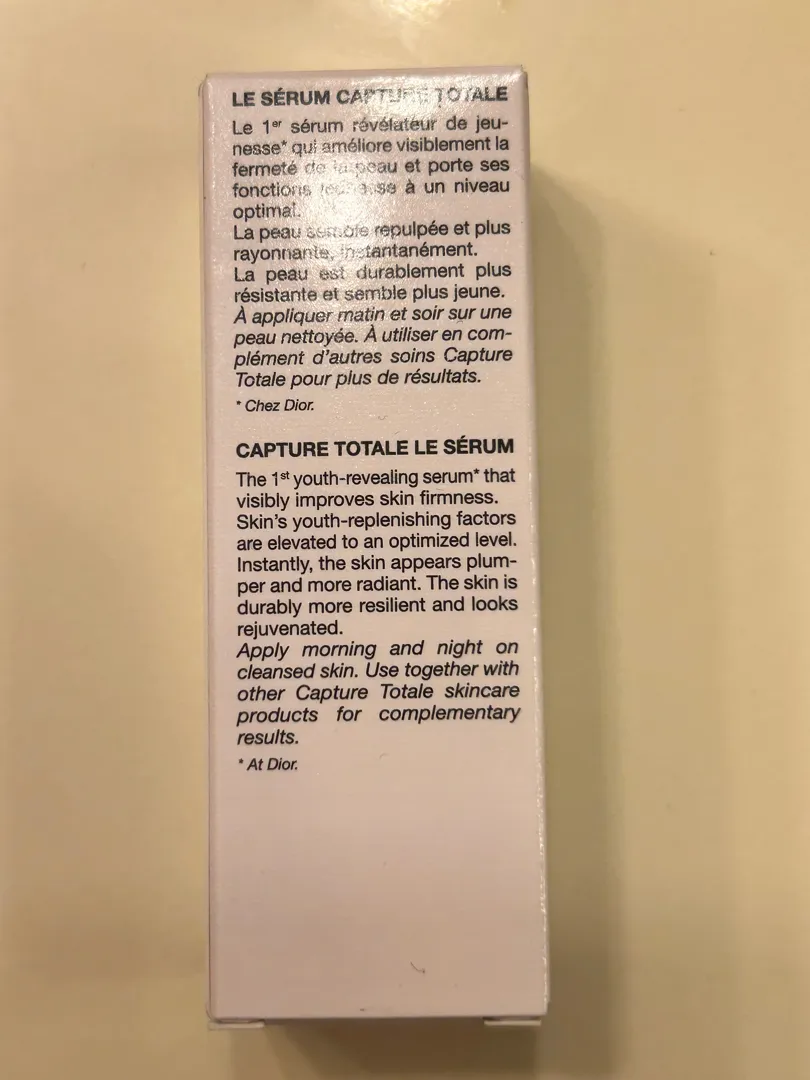 LE SÉRUM CAPTURE TOTALE
Le 1er sérum révélateur de jeu-
nesse* qui améliore visiblement la
fermeté de la peau et porte ses
fonctions jeunesse à un niveau
optimal.
La peau semble repulpée et plus
rayonnante, instantanément.
La peau est durablement plus
résistante et semble plus jeune.
À appliquer matin et soir sur une
peau nettoyée. À utiliser en com-
plément d'autres soins Capture
Totale pour plus de résultats.
* Chez Dior.
CAPTURE TOTALE LE SÉRUM
The 1st youth-revealing serum* that
visibly improves skin firmness.
Skin's youth-replenishing factors
are elevated to an optimized level.
Instantly, the skin appears plum-
per and more radiant. The skin is
durably more resilient and looks
rejuvenated.
Apply morning and night on
cleansed skin. Use together with
other Capture Totale skincare
products for complementary
results.
* At Dior.